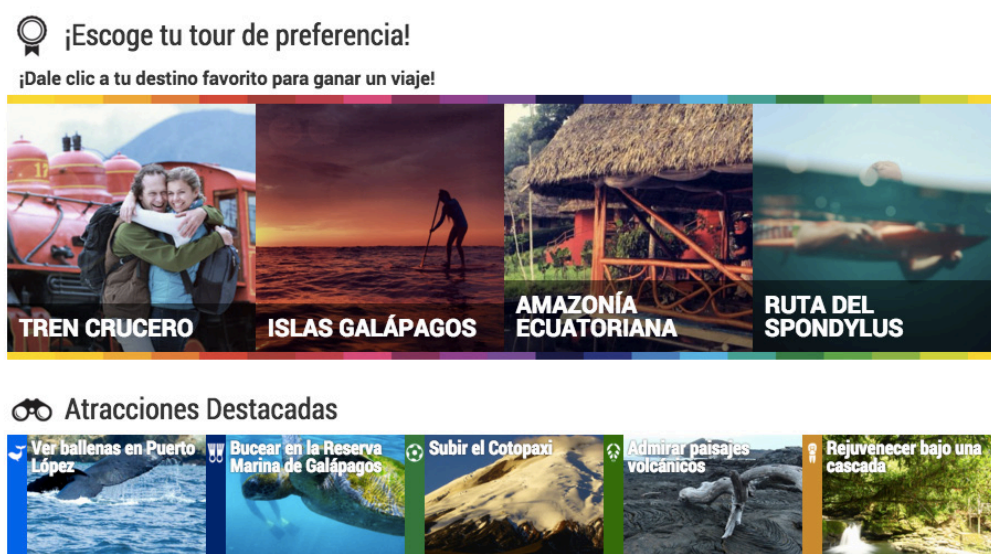 ¡Escoge tu tour de preferencia!
¡Dale clic a tu destino favorito para ganar un viaje!
TREN CRUCERO
ISLAS GALÁPAGOS
AMAZONÍA
ECUATORIANA
RUTA DEL
SPONDYLUS
Atracciones Destacadas
Ver ballenas en Puerto
López
Bucear en la Reserva
Marina de Galápagos
Subir el Cotopaxi
Admirar paisajes
volcánicos
Rejuvenecer bajo una
cascada